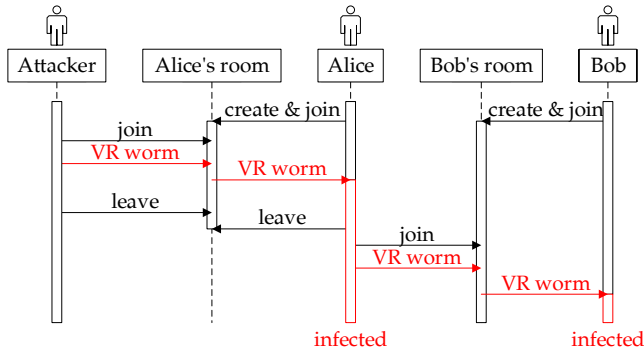 Attacker Alice's room Alice Bob's room Bob
create & join create & join
join
VR worm
VR worm
leave leave
join
VR worm
VR worm
infected infected